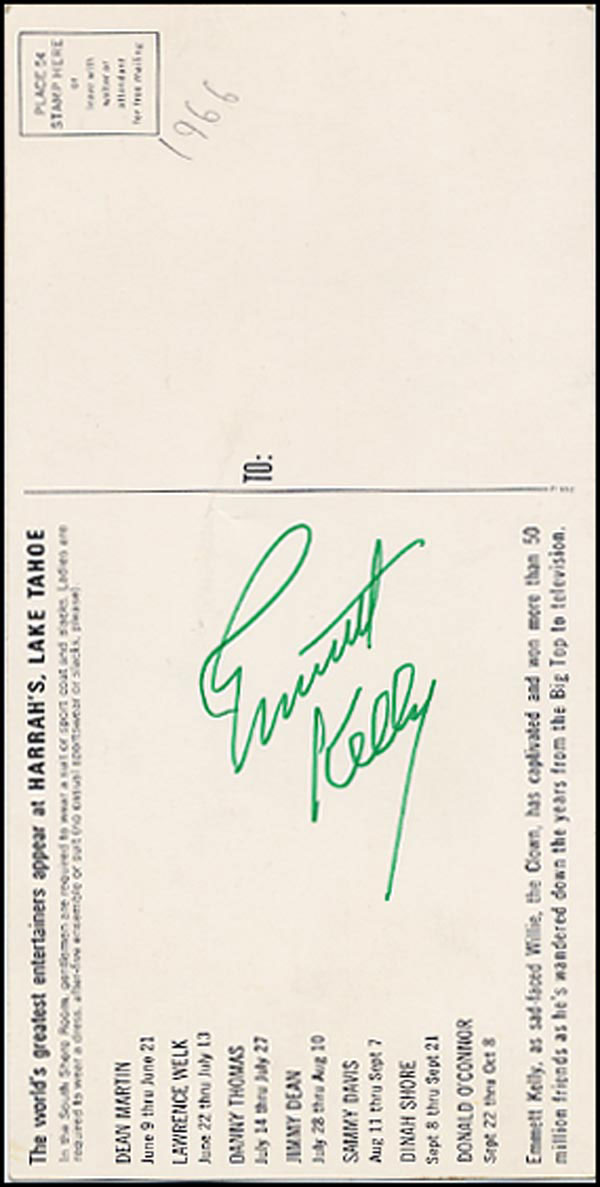 The world's greatest entertainers appear at HARRAH'S, LAKE TAHOE
In the South Shore Room, gentlemen are required to wear a suit or sport coat and slacks. Ladies are
required to wear a dress, after-five ensemble or suit (no casual sportswear or slacks, please).
DEAN MARTIN
June 9 thru June 21
LAWRENCE WELK
June 22 thru July 13
DANNY THOMAS
July 14 thru July 27
JIMMY DEAN
July 28 thru Aug 10
SAMMY DAVIS
Aug 11 thru Sept 7
DINAH SHORE
Sept 8 thru Sept 21
DONALD O'CONNOR
Sept 22 thru Oct 8
Emmett Kelly
Emmett Kelly, as sad-faced Willie, the Clown, has captivated and won more than 50
million friends as he's wandered down the years from the Big Top to television.
TO:
PLACE 5¢
STAMP HERE
or
leave with
waiter or
attendant
for free mailing
1966